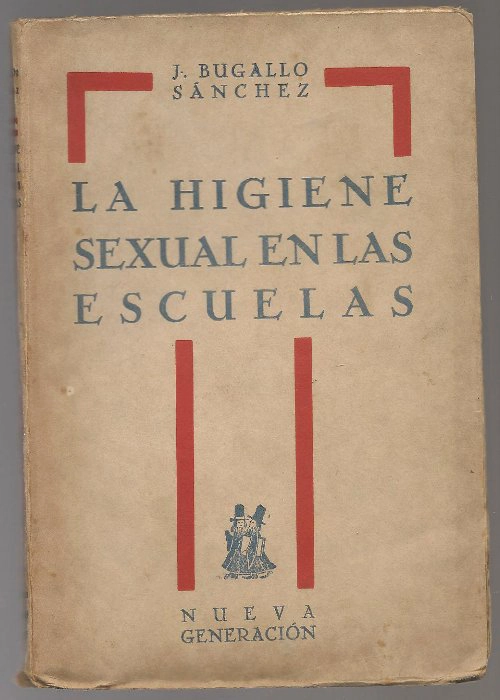 J. BUGALLO
SÁNCHEZ
LA HIGIENE
SEXUAL EN LAS
ESCUELAS
NUEVA
GENERACIÓN